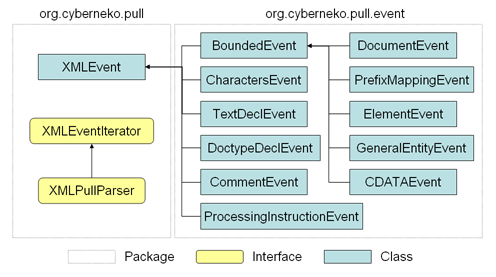 org.cyberneko.pull
org.cyberneko.pull.event
XMLEvent
XMLEventIterator
XMLPullParser
BoundedEvent
DocumentEvent
CharactersEvent
PrefixMappingEvent
TextDeclEvent
ElementEvent
DoctypeDeclEvent
GeneralEntityEvent
CommentEvent
CDATAEvent
ProcessingInstructionEvent
Package
Interface
Class